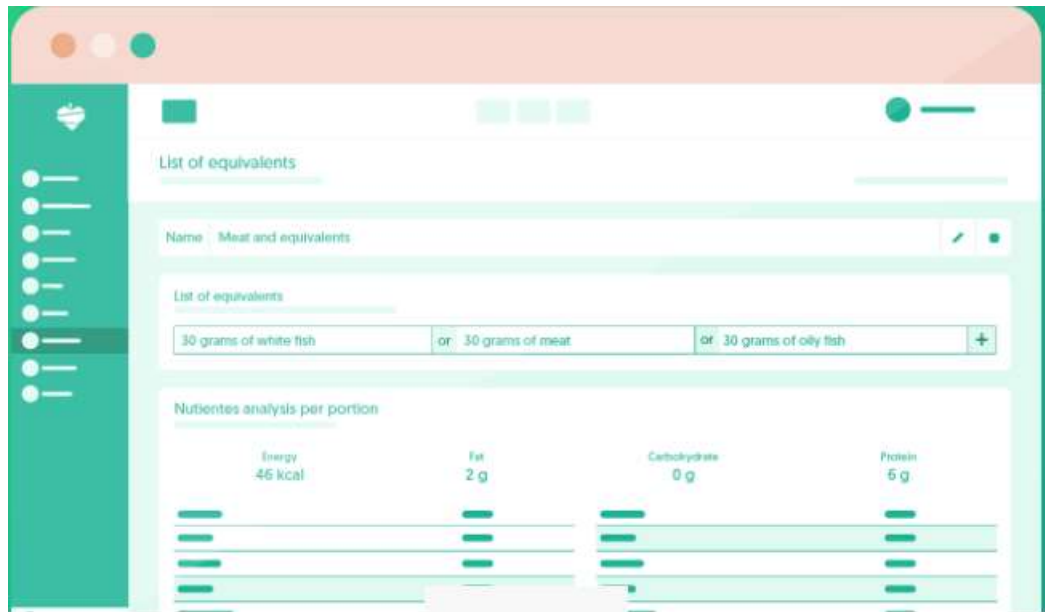 List of equivalents
Name Meat and equivalents
List of equivalents
30 grams of white fish or 30 grams of meat or 30 grams of oily fish +
Nutientes analysis per portion
Energy Fat Carbohydrate Protein
46 kcal 2 g 0 g 6 g